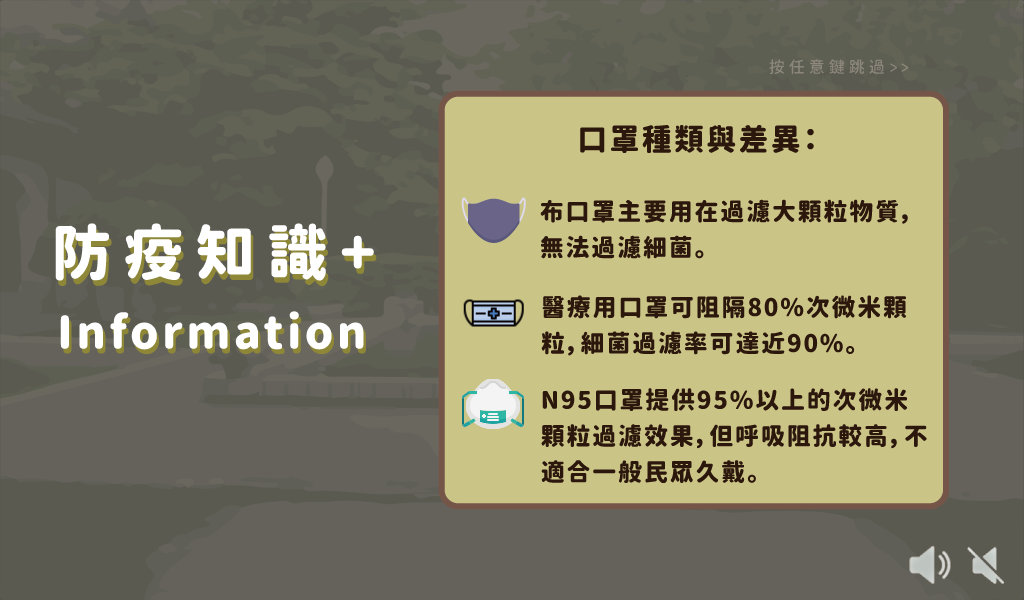 按任意鍵跳過>>
防疫知識+
Information
口罩種類與差異：
布口罩主要用在過濾大顆粒物質，
無法過濾細菌。
醫療用口罩可阻隔80%次微米顆
粒，細菌過濾率可達近90%。
N95口罩提供95%以上的次微米
顆粒過濾效果，但呼吸阻抗較高，不
適合一般民眾久戴。